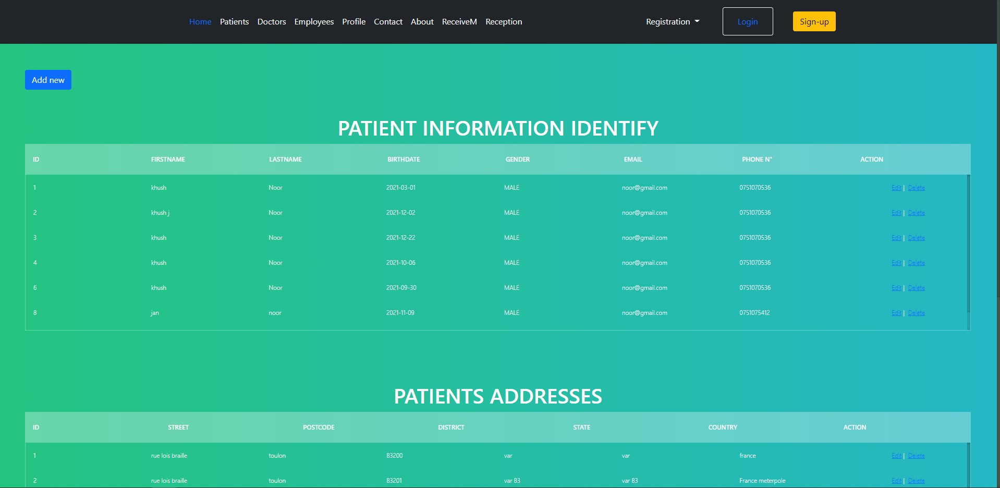 Home Patients Doctors Employees Profile Contact About ReceiveM Reception Registration Login Sign-up
Add new
PATIENT INFORMATION IDENTIFY
ID FIRSTNAME LASTNAME BIRTHDATE GENDER EMAIL PHONE N° ACTION
1 khush Noor 2021-03-01 MALE noor@gmail.com 0751070536 Edit | Delete
2 khush j Noor 2021-12-02 MALE noor@gmail.com 0751070536 Edit | Delete
3 khush Noor 2021-12-22 MALE noor@gmail.com 0751070536 Edit | Delete
4 khush Noor 2021-10-06 MALE noor@gmail.com 0751070536 Edit | Delete
6 khush Noor 2021-09-30 MALE noor@gmail.com 0751070536 Edit | Delete
8 jan noor 2021-11-09 MALE noor@gmail.com 0751075412 Edit | Delete
PATIENTS ADDRESSES
ID STREET POSTCODE DISTRICT STATE COUNTRY ACTION
1 rue lois braille toulon 83200 var var france Edit | Delete
2 rue lois braille toulon 83201 var 83 var 83 France meterpole Edit | Delete